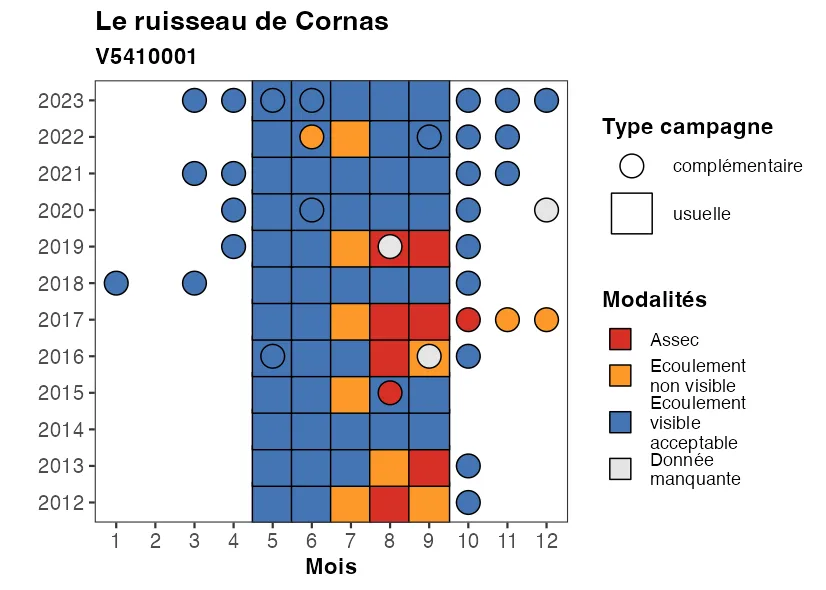 Le ruisseau de Cornas
V5410001
2023
2022
2021
2020
2019
2018
2017
2016
2015
2014
2013
2012
1 2 3 4 5 6 7 8 9 10 11 12
Mois
Type campagne
complémentaire
usuelle
Modalités
Assec
Ecoulement
non visible
Ecoulement
visible
acceptable
Donnée
manquante